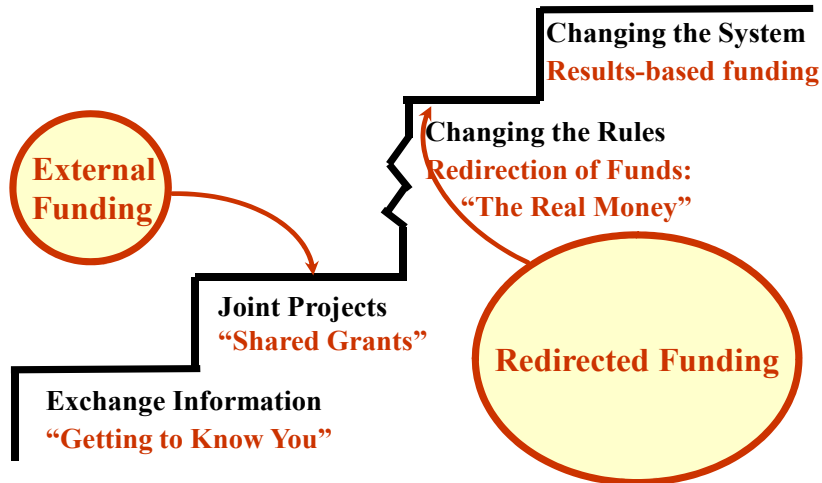 Changing the System
Results-based funding
Changing the Rules
Redirection of Funds:
“The Real Money”
External
Funding
Joint Projects
“Shared Grants”
Redirected Funding
Exchange Information
“Getting to Know You”